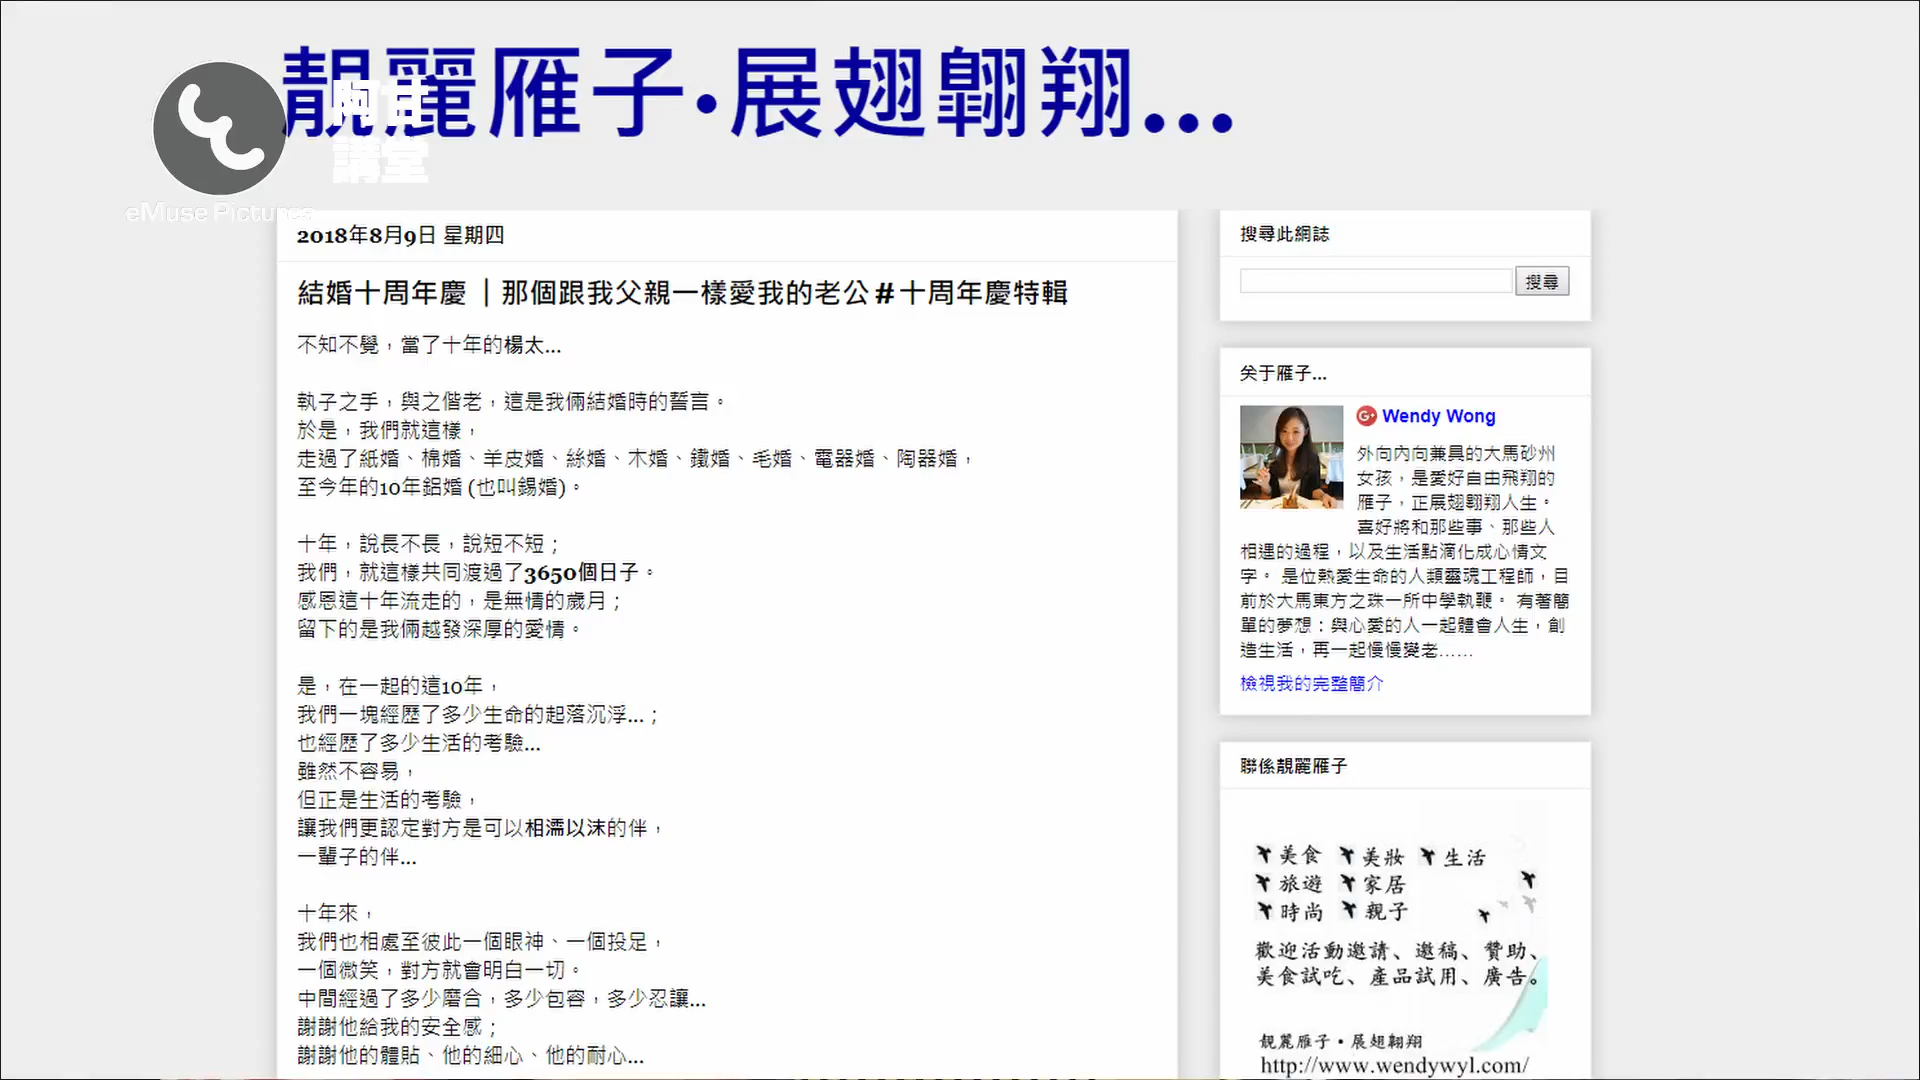 靚麗雁子·展翅翺翔...
阿甘
講堂
eMuse Pictures
2018年8月9日 星期四
結婚十周年慶 │那個跟我父親一樣愛我的老公#十周年慶特輯
不知不覺，當了十年的楊太...
執子之手，與之偕老，這是我倆結婚時的誓言。
於是，我們就這樣，
走過了紙婚、棉婚、羊皮婚、絲婚、木婚、鐵婚、毛婚、電器婚、陶器婚，
至今年的10年鋁婚 (也叫錫婚)。
十年，說長不長，說短不短；
我們，就這樣共同渡過了3650個日子。
感恩這十年流走的，是無情的歲月；
留下的是我倆越發深厚的愛情。
是，在一起的這10年，
我們一塊經歷了多少生命的起落沉浮...；
也經歷了多少生活的考驗...
雖然不容易，
但正是生活的考驗，
讓我們更認定對方是可以相濡以沫的伴，
一輩子的伴...
十年來，
我們也相處至彼此一個眼神、一個投足，
一個微笑，對方就會明白一切。
中間經過了多少磨合，多少包容，多少忍讓...
謝謝他給我的安全感；
謝謝他的體貼、他的細心、他的耐心...
搜尋此網誌
搜尋
关于雁子...
Wendy Wong
外向內向兼具的大馬砂州
女孩，是愛好自由飛翔的
雁子，正展翅翺翔人生。
喜好將和那些事、那些人
相遇的過程，以及生活點滴化成心情文
字。 是位熱愛生命的人類靈魂工程師，目
前於大馬東方之珠一所中學執鞭。 有著簡
單的夢想：與心愛的人一起體會人生，創
造生活，再一起慢慢變老……
檢視我的完整簡介
聯係靚麗雁子
美食 美妝 生活
旅遊 家居
時尚 親子
歡迎活動邀請、邀稿、贊助、
美食試吃、產品試用、廣告。
靚麗雁子•展翅翺翔
http://www.wendywyl.com/